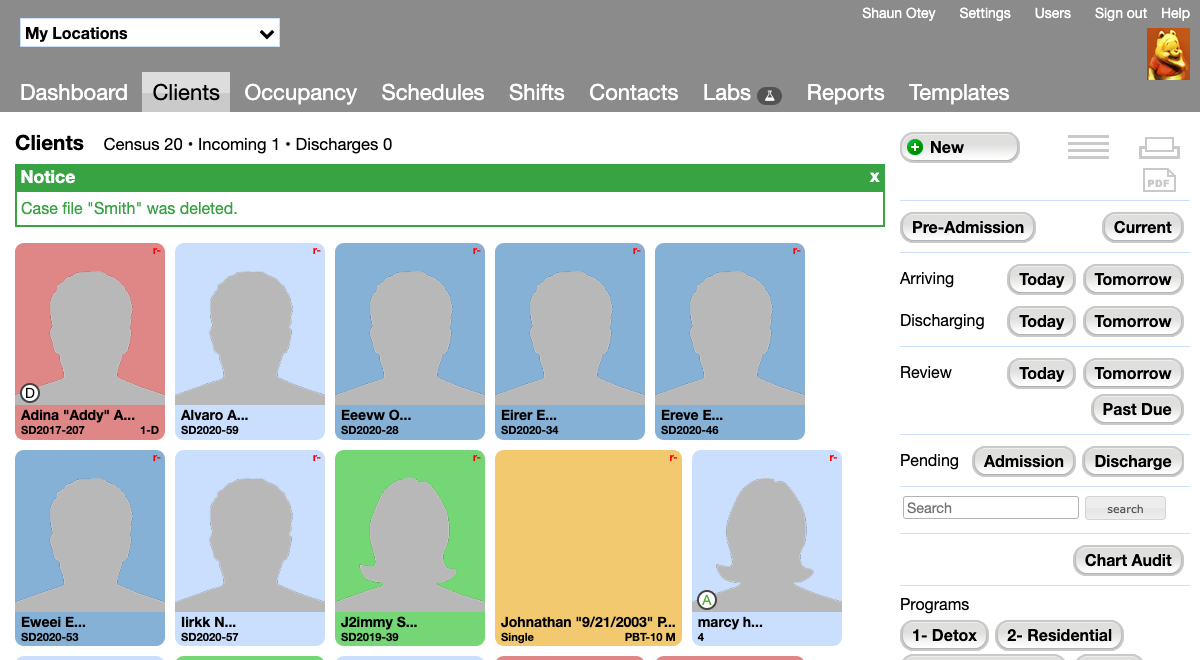 Shaun Otey Settings Users Sign out Help
My Locations
Dashboard Clients Occupancy Schedules Shifts Contacts Labs Reports Templates
Clients Census 20 • Incoming 1 • Discharges 0
Notice x
Case file "Smith" was deleted.
r- r- r- r- r-
D
Adina "Addy" A... Alvaro A... Eeevw O... Eirer E... Ereve E...
SD2017-207 1-D SD2020-59 SD2020-28 SD2020-34 SD2020-46
r- r- r- r- r-
A
Eweei E... Iirkk N... J2immy S... Johnathan "9/21/2003" P... marcy h...
SD2020-53 SD2020-57 SD2019-39 Single PBT-10 M 4
New
PDF
Pre-Admission Current
Arriving Today Tomorrow
Discharging Today Tomorrow
Review Today Tomorrow
Past Due
Pending Admission Discharge
Search search
Chart Audit
Programs
1- Detox 2- Residential